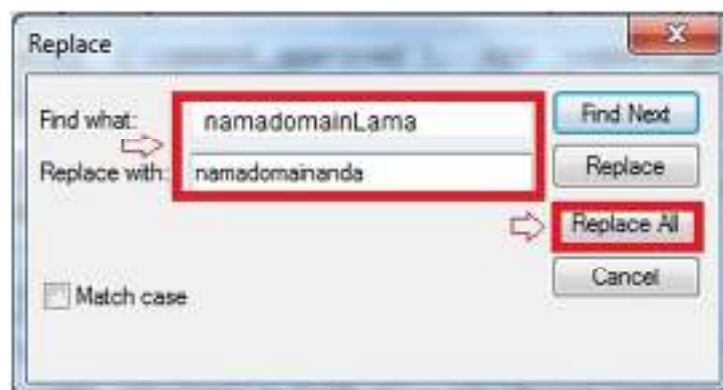 Replace
Find what: namadomainLama Find Next
Replace with: namadomainanda Replace
Replace All
Cancel
Match case